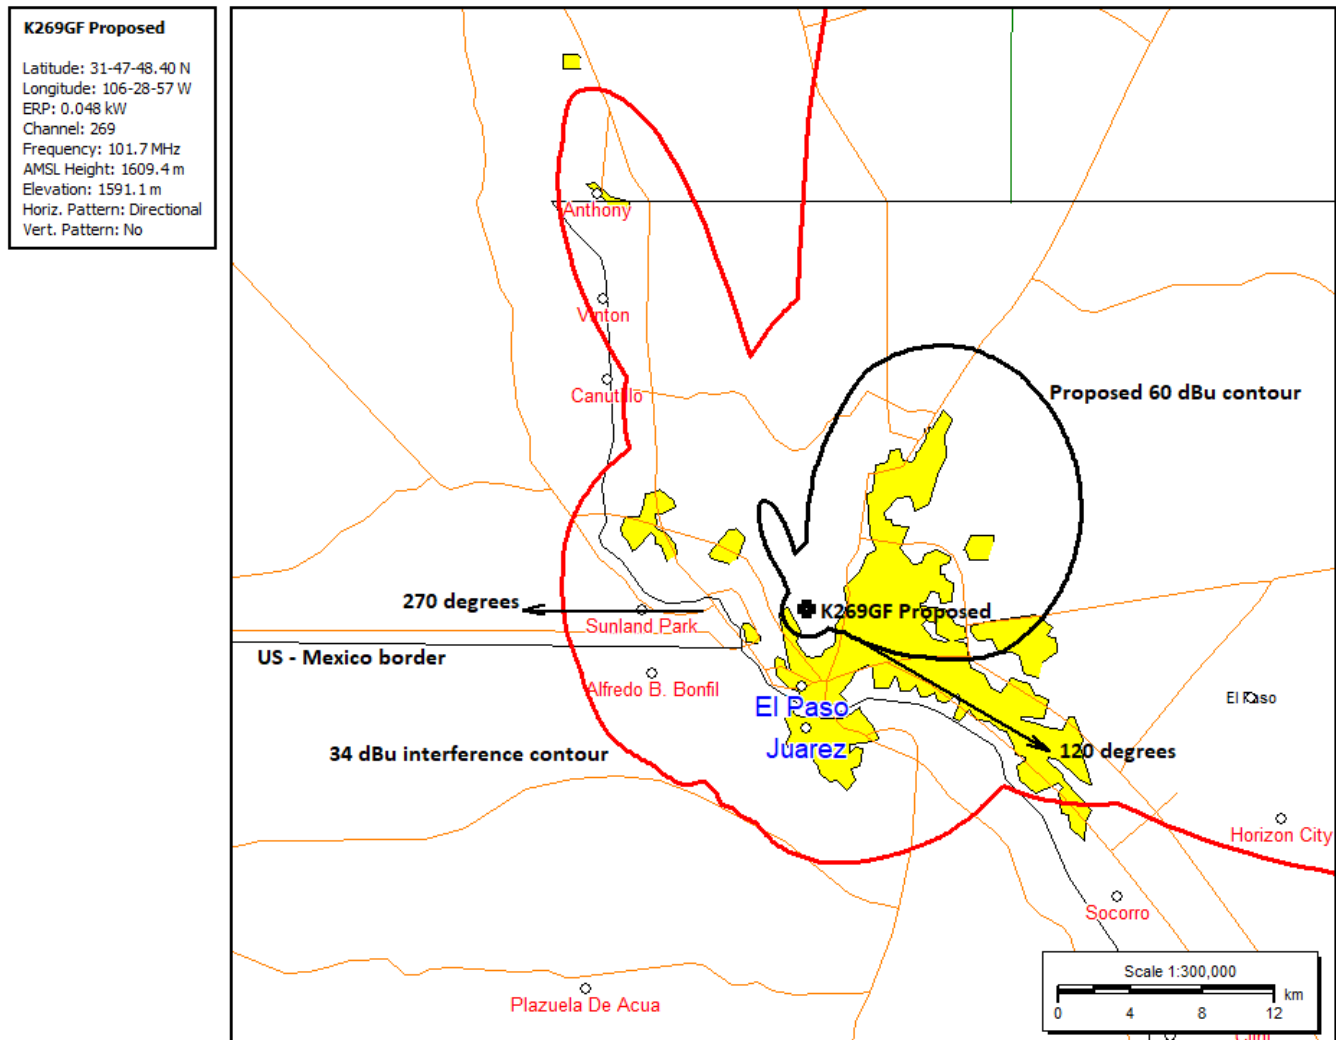 K269GF Proposed
Latitude: 31-47-48.40 N
Longitude: 106-28-57 W
ERP: 0.048 kW
Channel: 269
Frequency: 101.7 MHz
AMSL Height: 1609.4 m
Elevation: 1591.1 m
Horiz. Pattern: Directional
Vert. Pattern: No
Anthony
Vinton
Canutillo
Proposed 60 dBu contour
270 degrees
K269GF Proposed
Sunland Park
US - Mexico border
Alfredo B. Bonfil
El Paso
El Paso
Juarez
120 degrees
34 dBu interference contour
Horizon City
Socorro
Scale 1:300,000
km
0 4 8 12
Plazuela De Acua